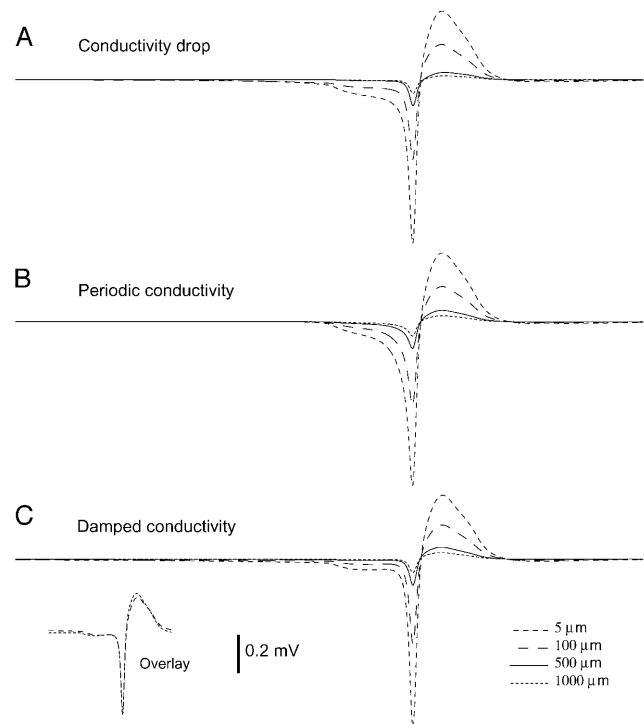 A
Conductivity drop
B
Periodic conductivity
C
Damped conductivity
Overlay
0.2 mV
5 μm
100 μm
500 μm
1000 μm